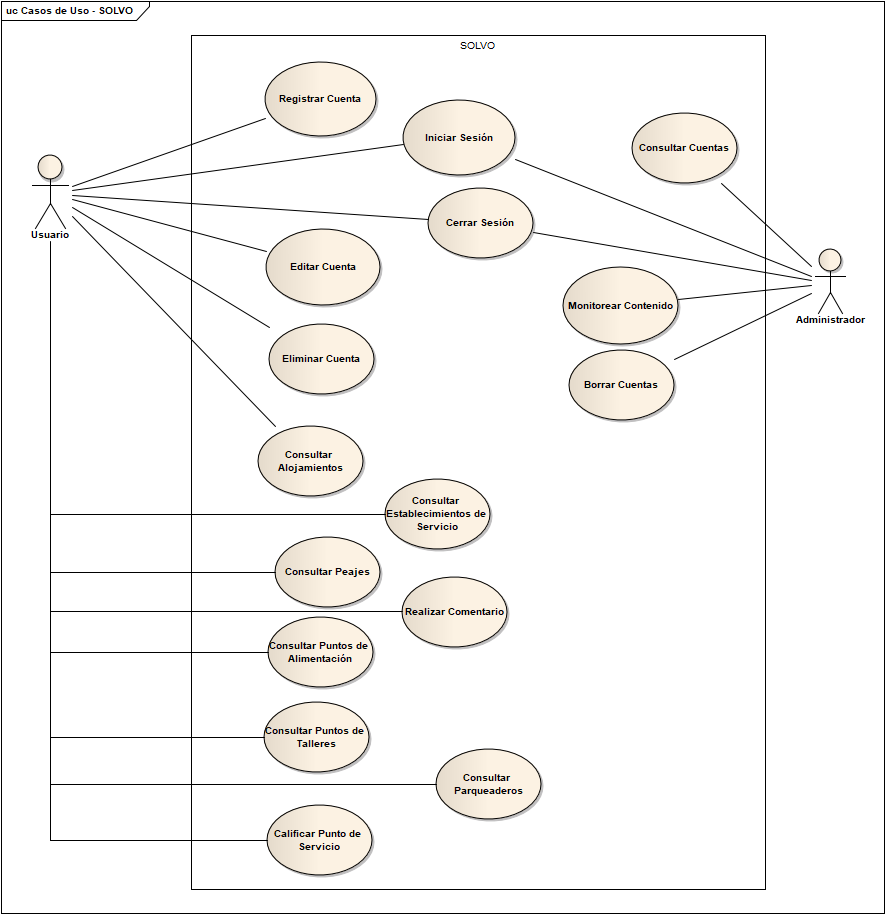 uc Casos de Uso - SOLVO
SOLVO
Registrar Cuenta
Iniciar Sesión
Consultar Cuentas
Cerrar Sesión
Usuario
Editar Cuenta
Monitorear Contenido
Administrador
Eliminar Cuenta
Borrar Cuentas
Consultar
Alojamientos
Consultar
Establecimientos de
Servicio
Consultar Peajes
Realizar Comentario
Consultar Puntos de
Alimentación
Consultar Puntos de
Talleres
Consultar
Parqueaderos
Calificar Punto de
Servicio